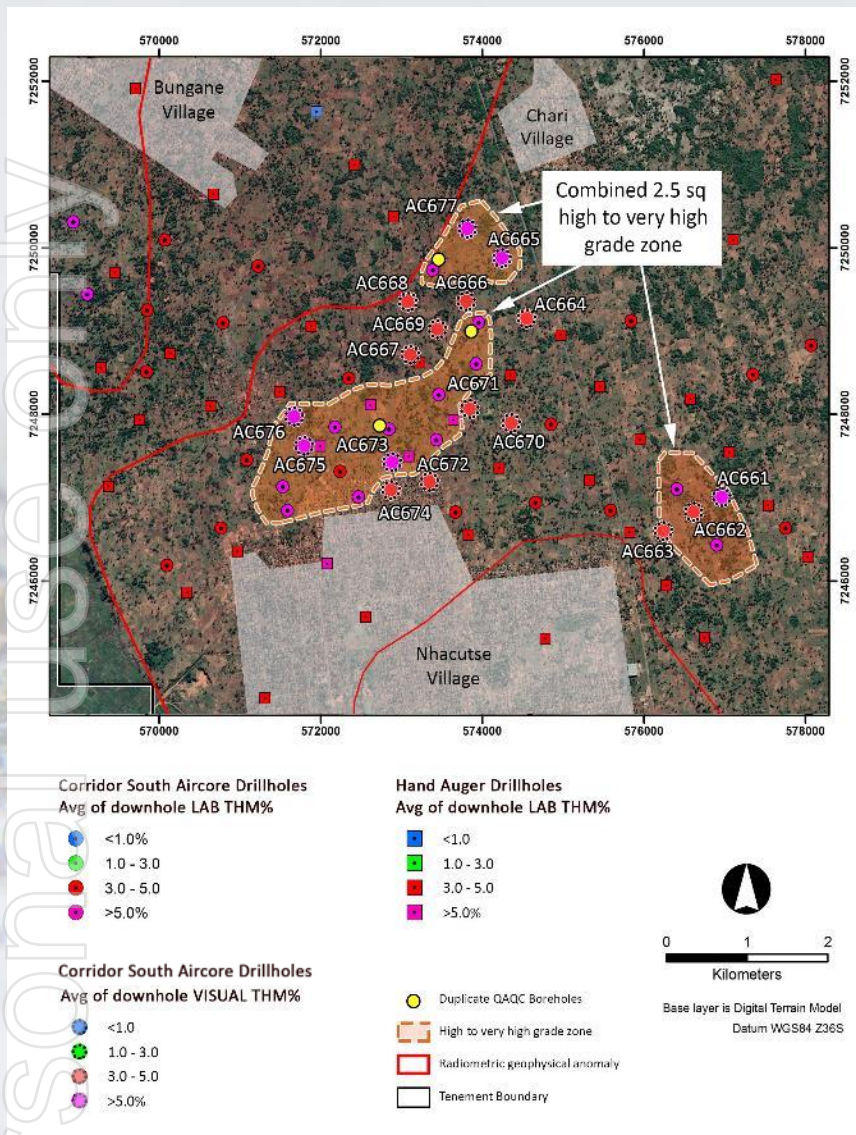 570000
572000
574000
576000
578000
7252000
7252000
Bungane
Village
Chari
Village
Combined 2.5 sq
high to very high
grade zone
AC677
AC665
7250000
7250000
AC668
AC666
AC664
AC669
AC667
AC671
7248000
7248000
AC676
AC673
AC670
AC675
AC672
AC661
AC674
AC662
AC663
7246000
7246000
Nhacutse
Village
570000
572000
574000
576000
578000
Corridor South Aircore Drillholes
Avg of downhole LAB THM%
<1.0%
1.0 - 3.0
3.0 - 5.0
>5.0%
Hand Auger Drillholes
Avg of downhole LAB THM%
<1.0
1.0 - 3.0
3.0 - 5.0
>5.0%
Corridor South Aircore Drillholes
Avg of downhole VISUAL THM%
<1.0
1.0 - 3.0
3.0 - 5.0
>5.0%
Duplicate QAQC Boreholes
High to very high grade zone
Radiometric geophysical anomaly
Tenement Boundary
0 1 2
Kilometers
Base layer is Digital Terrain Model
Datum WGS84 Z36S
rsonal use only